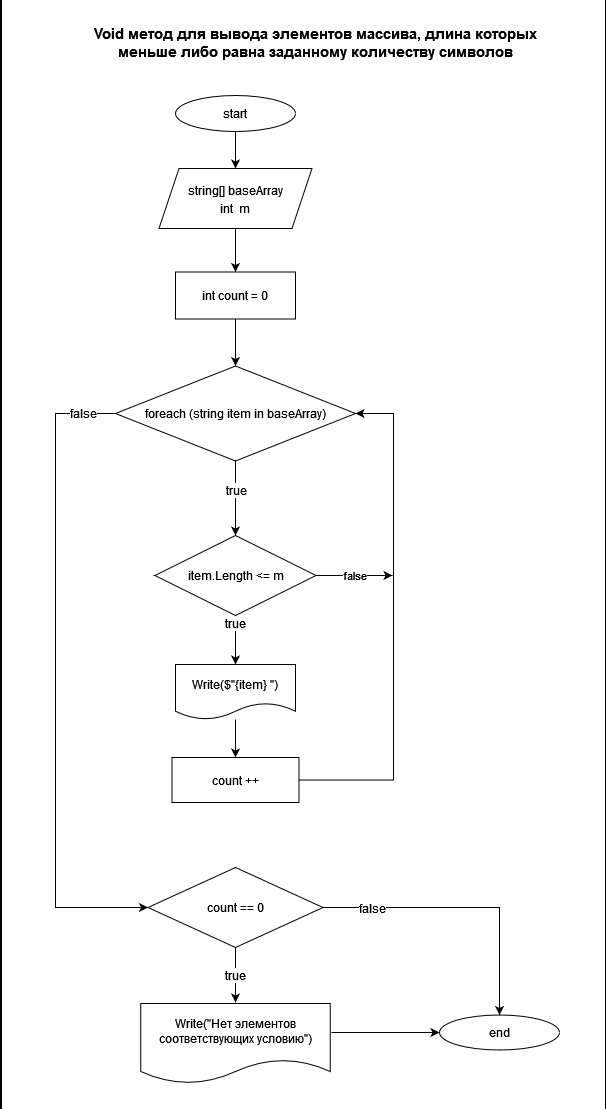 Void метод для вывода элементов массива, длина которых
меньше либо равна заданному количеству символов
start
string[] baseArray
int m
int count = 0
foreach (string item in baseArray)
false
true
item.Length <= m
false
true
Write($"{item} ")
count ++
count == 0
false
true
Write("Нет элементов
соответствующих условию")
end